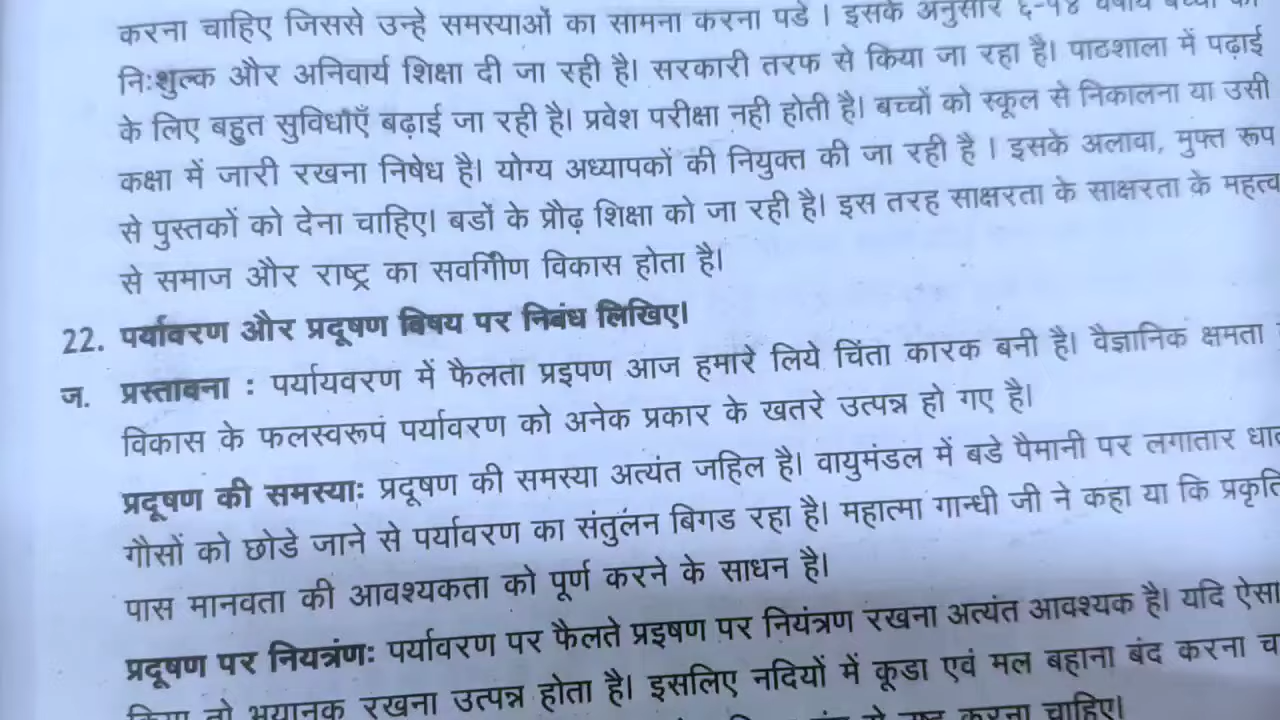 करना चाहिए जिससे उन्हे समस्याओं का सामना करना पडे । इसके अनुसार ६-१४ वर्षीय बच्चों को
निःशुल्क और अनिवार्य शिक्षा दी जा रही है। सरकारी तरफ से किया जा रहा है। पाठशाला में पढ़ाई
के लिए बहुत सुविधाएँ बढ़ाई जा रही है। प्रवेश परीक्षा नही होती है। बच्चों को स्कूल से निकालना या उसी
कक्षा में जारी रखना निषेध है। योग्य अध्यापकों की नियुक्त की जा रही है । इसके अलावा, मुफ्त रूप
से पुस्तकों को देना चाहिए। बडों के प्रौढ़ शिक्षा को जा रही है। इस तरह साक्षरता के साक्षरता के महत्व
से समाज और राष्ट्र का सवर्गीण विकास होता है।
22. पर्यावरण और प्रदूषण विषय पर निबंध लिखिए।
ज. प्रस्तावना : पर्यायवरण में फैलता प्रइपण आज हमारे लिये चिंता कारक बनी है। वैज्ञानिक क्षमता
विकास के फलस्वरूपं पर्यावरण को अनेक प्रकार के खतरे उत्पन्न हो गए है।
प्रदूषण की समस्याः प्रदूषण की समस्या अत्यंत जहिल है। वायुमंडल में बडे पैमानी पर लगातार
गौसों को छोडे जाने से पर्यावरण का संतुलंन बिगड रहा है। महात्मा गान्धी जी ने कहा या कि प्रकृति
पास मानवता की आवश्यकता को पूर्ण करने के साधन है।
प्रदूषण पर नियत्रंणः पर्यावरण पर फैलते प्रइषण पर नियंत्रण रखना अत्यंत आवश्यक है। यदि ऐसा
किया तो भयानक रखना उत्पन्न होता है। इसलिए नदियों में कूडा एवं मल बहाना बंद करना
से नष्ट करना चाहिए।